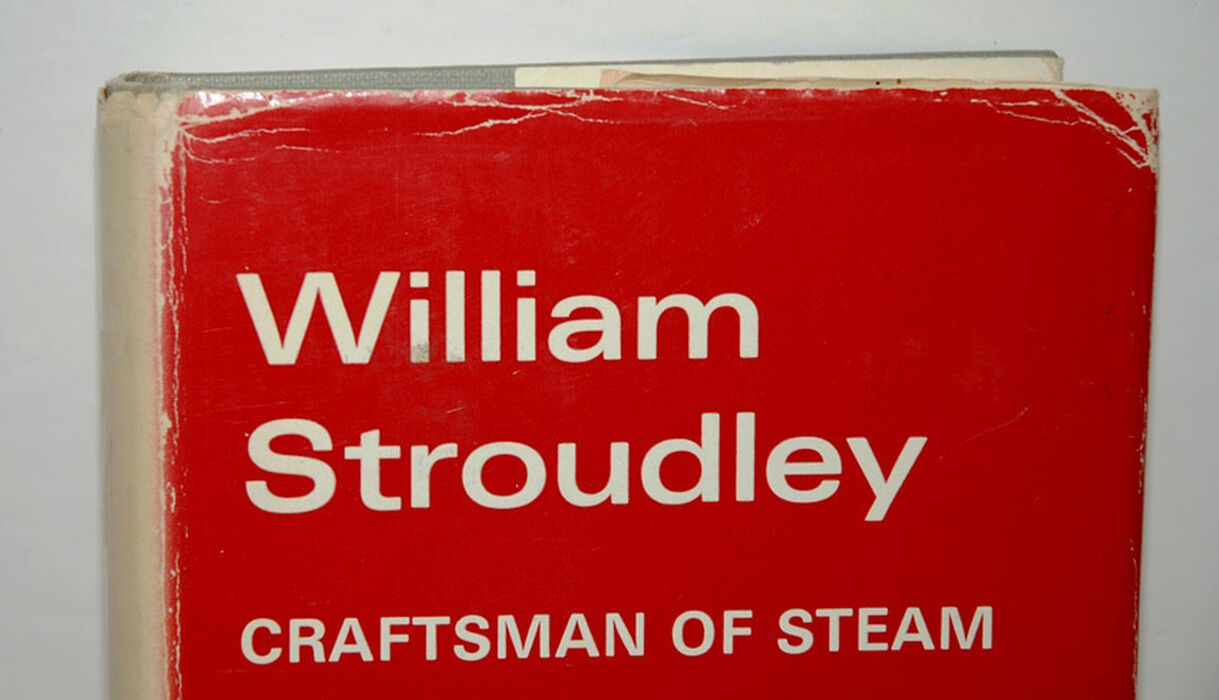 William
Stroudley
CRAFTSMAN OF STEAM